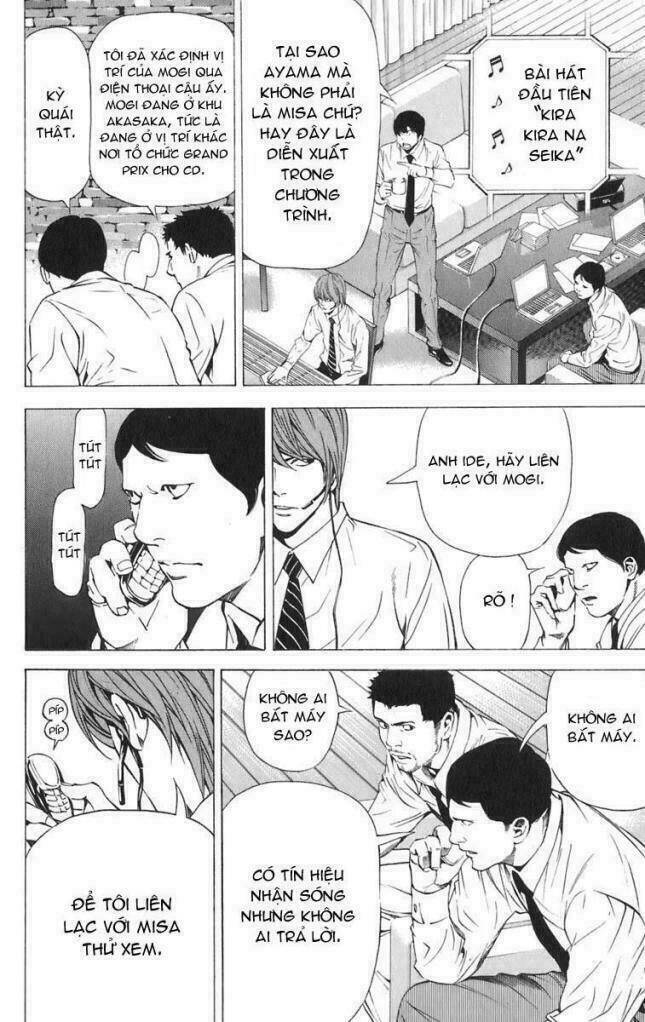 BÀI HÁT
ĐẦU TIÊN
"KIRA
KIRA NA
SEIKA"
TẠI SAO
AYAMA MÀ
KHÔNG PHẢI
LÀ MISA CHỨ?
HAY ĐÂY LÀ
DIỄN XUẤT
TRONG
CHƯƠNG
TRÌNH.
TÔI ĐÃ XÁC ĐỊNH VỊ
TRÍ CỦA MOGI QUA
ĐIỆN THOẠI CẬU ẤY.
MOGI ĐANG Ở KHU
AKASAKA, TỨC LÀ
ĐANG Ở VỊ TRÍ KHÁC
NƠI TỔ CHỨC GRAND
PRIX CHO CD.
KỲ
QUÁI
THẬT.
ANH IDE, HÃY LIÊN
LẠC VỚI MOGI.
RÕ !
TÚT
TÚT
TÚT
TÚT
KHÔNG AI
BẮT MÁY.
KHÔNG AI
BẤT MÁY
SAO?
CÓ TÍN HIỆU
NHẬN SÓNG
NHƯNG KHÔNG
AI TRẢ LỜI.
PÍP
PÍP
ĐỂ TÔI LIÊN
LẠC VỚI MISA
THỬ XEM.